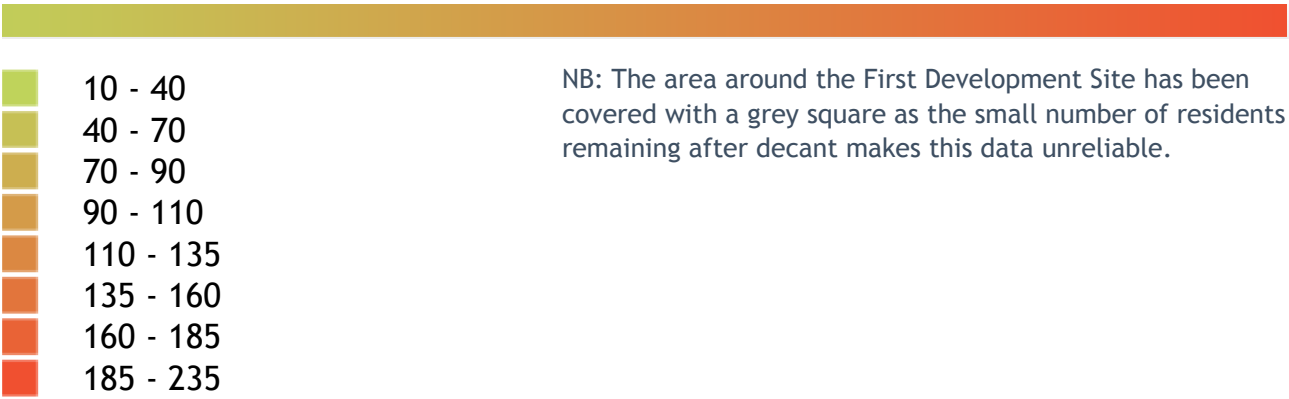 10 - 40
40 - 70
70 - 90
90 - 110
110 - 135
135 - 160
160 - 185
185 - 235
NB: The area around the First Development Site has been
covered with a grey square as the small number of residents
remaining after decant makes this data unreliable.